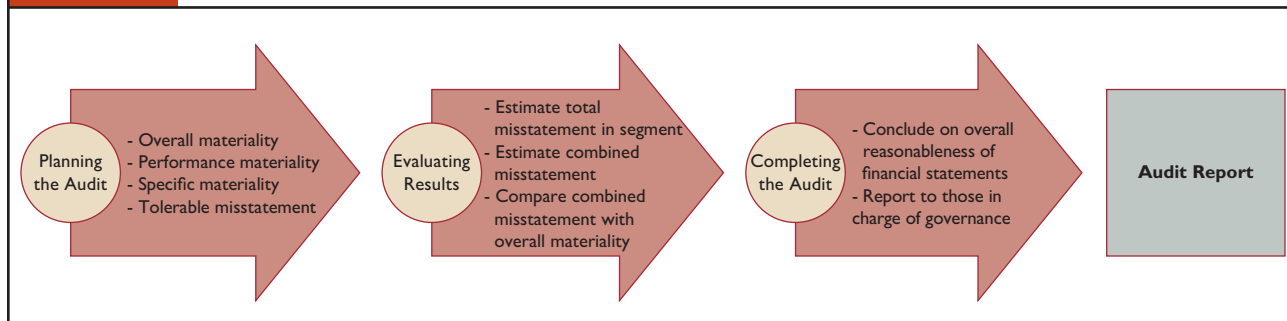 Planning
the Audit
- Overall materiality
- Performance materiality
- Specific materiality
- Tolerable misstatement
Evaluating
Results
- Estimate total
misstatement in segment
- Estimate combined
misstatement
- Compare combined
misstatement with
overall materiality
Completing
the Audit
- Conclude on overall
reasonableness of
financial statements
- Report to those in
charge of governance
Audit Report